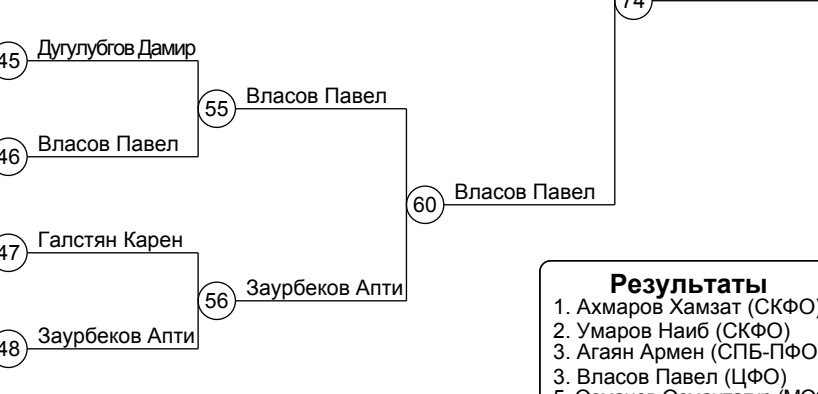 74
45 Дугулубгов Дамир
55 Власов Павел
46 Власов Павел
60 Власов Павел
47 Галстян Карен
56 Заурбеков Апти
48 Заурбеков Апти
Результаты
1. Ахмаров Хамзат (СКФО)
2. Умаров Наиб (СКФО)
3. Агаян Армен (СПБ-ПФО
3. Власов Павел (ЦФО)